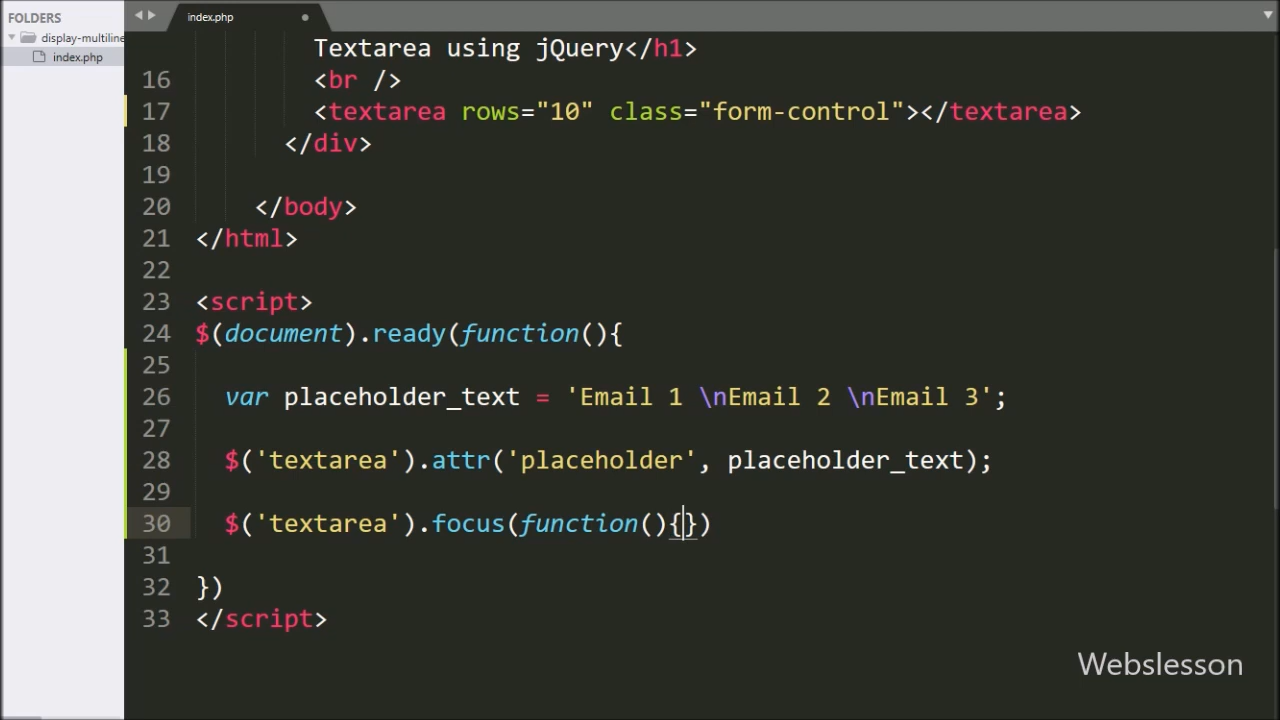 FOLDERS
display-multiline
index.php
index.php
Textarea using jQuery</h1>
16 <br />
17 <textarea rows="10" class="form-control"></textarea>
18 </div>
19
20 </body>
21 </html>
22
23 <script>
24 $(document).ready(function(){
25
26 var placeholder_text = 'Email 1 \nEmail 2 \nEmail 3';
27
28 $('textarea').attr('placeholder', placeholder_text);
29
30 $('textarea').focus(function(){})
31
32 })
33 </script>
Webslesson